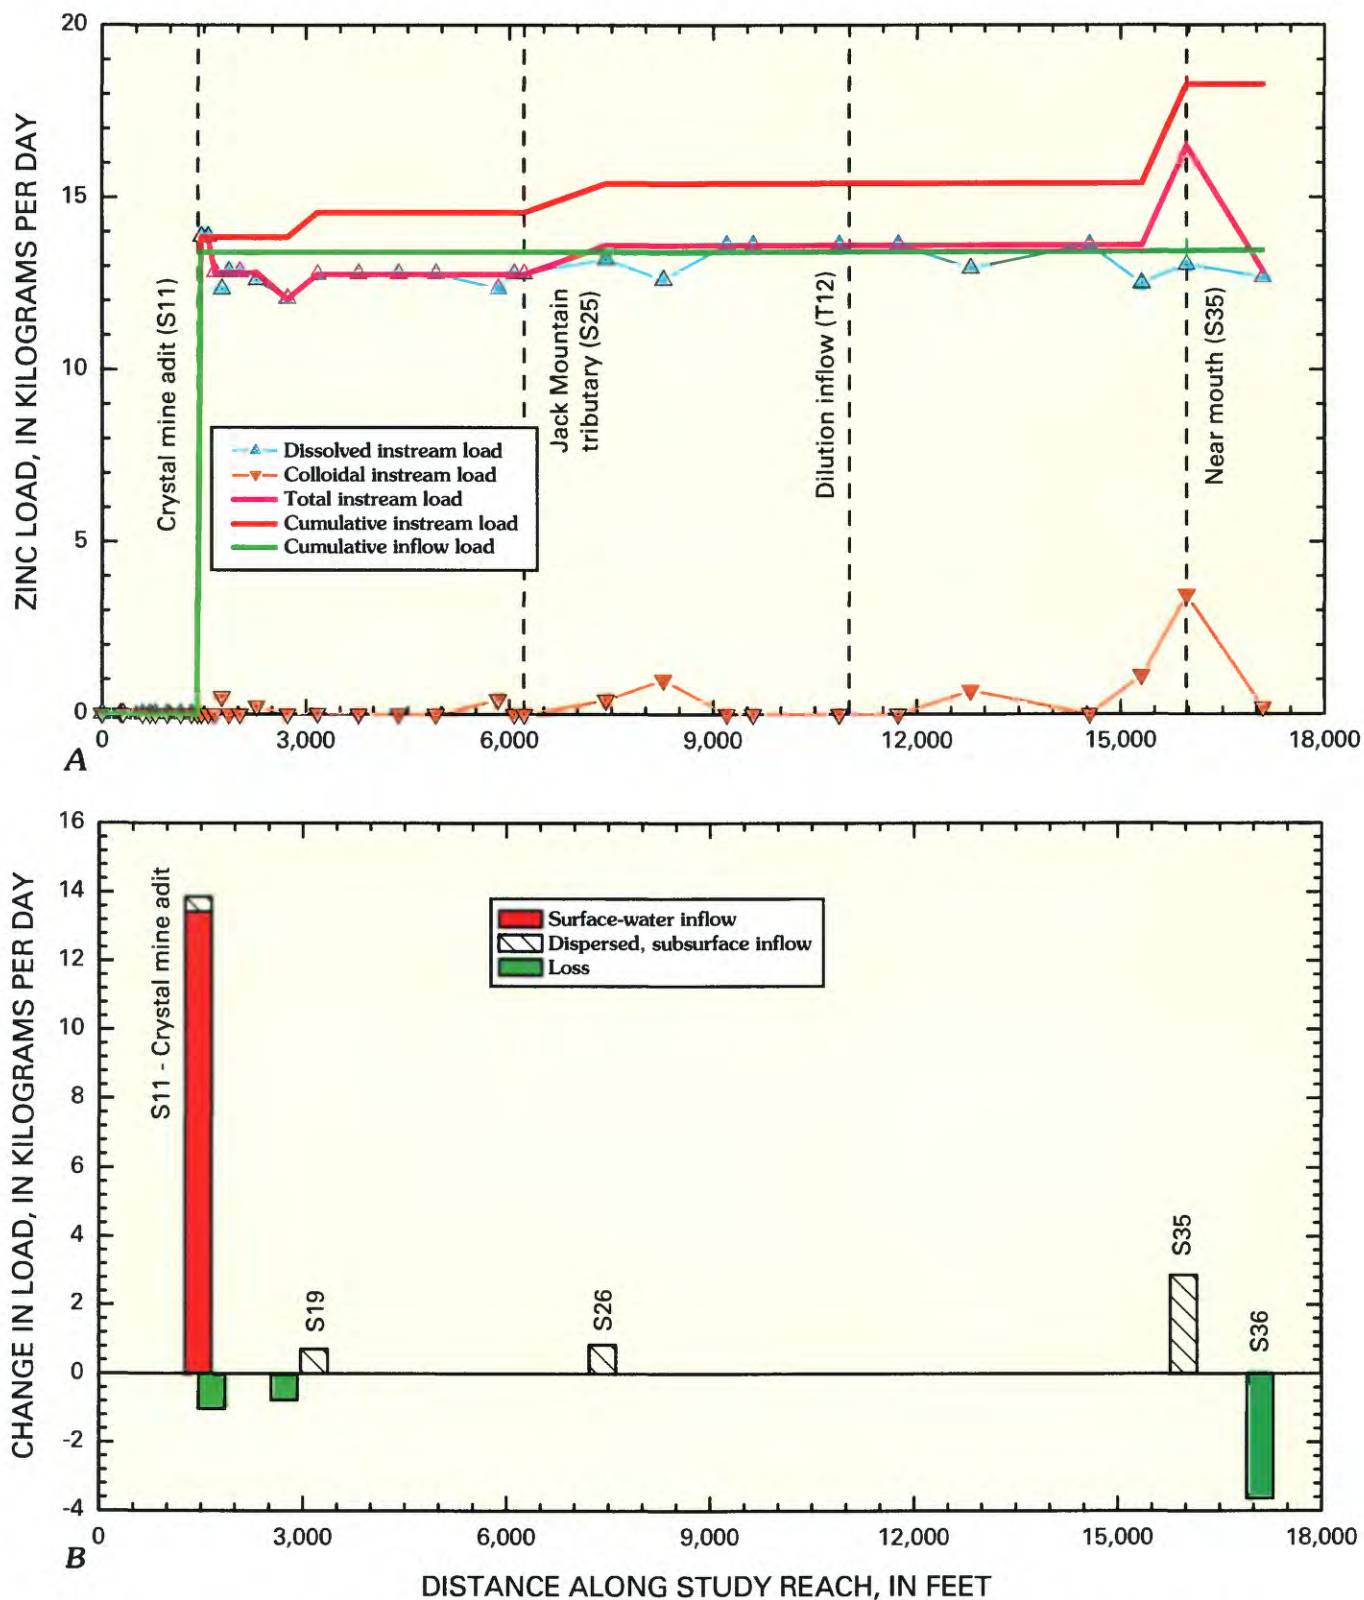 20
15
10
5
0
ZINC LOAD, IN KILOGRAMS PER DAY
Crystal mine adit (S11)
Jack Mountain
tributary (S25)
Dilution inflow (T12)
Near mouth (S35)
Dissolved instream load
Colloidal instream load
Total instream load
Cumulative instream load
Cumulative inflow load
0 3,000 6,000 9,000 12,000 15,000 18,000
A
16
14
12
10
8
6
4
2
0
-2
-4
CHANGE IN LOAD, IN KILOGRAMS PER DAY
S11 - Crystal mine adit
Surface-water inflow
Dispersed, subsurface inflow
Loss
S19
S26
S35
S36
0 3,000 6,000 9,000 12,000 15,000 18,000
B
DISTANCE ALONG STUDY REACH, IN FEET